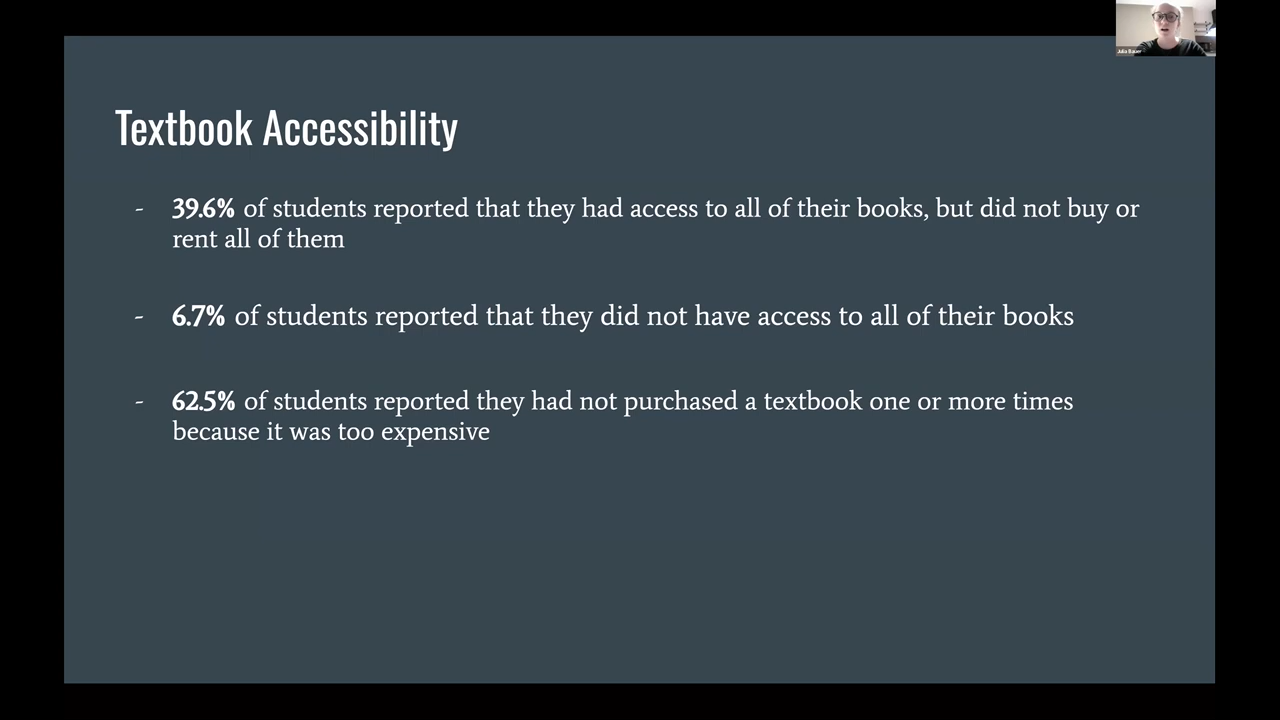 Textbook Accessibility
- 39.6% of students reported that they had access to all of their books, but did not buy or
rent all of them
- 6.7% of students reported that they did not have access to all of their books
- 62.5% of students reported they had not purchased a textbook one or more times
because it was too expensive
Julia Bauer